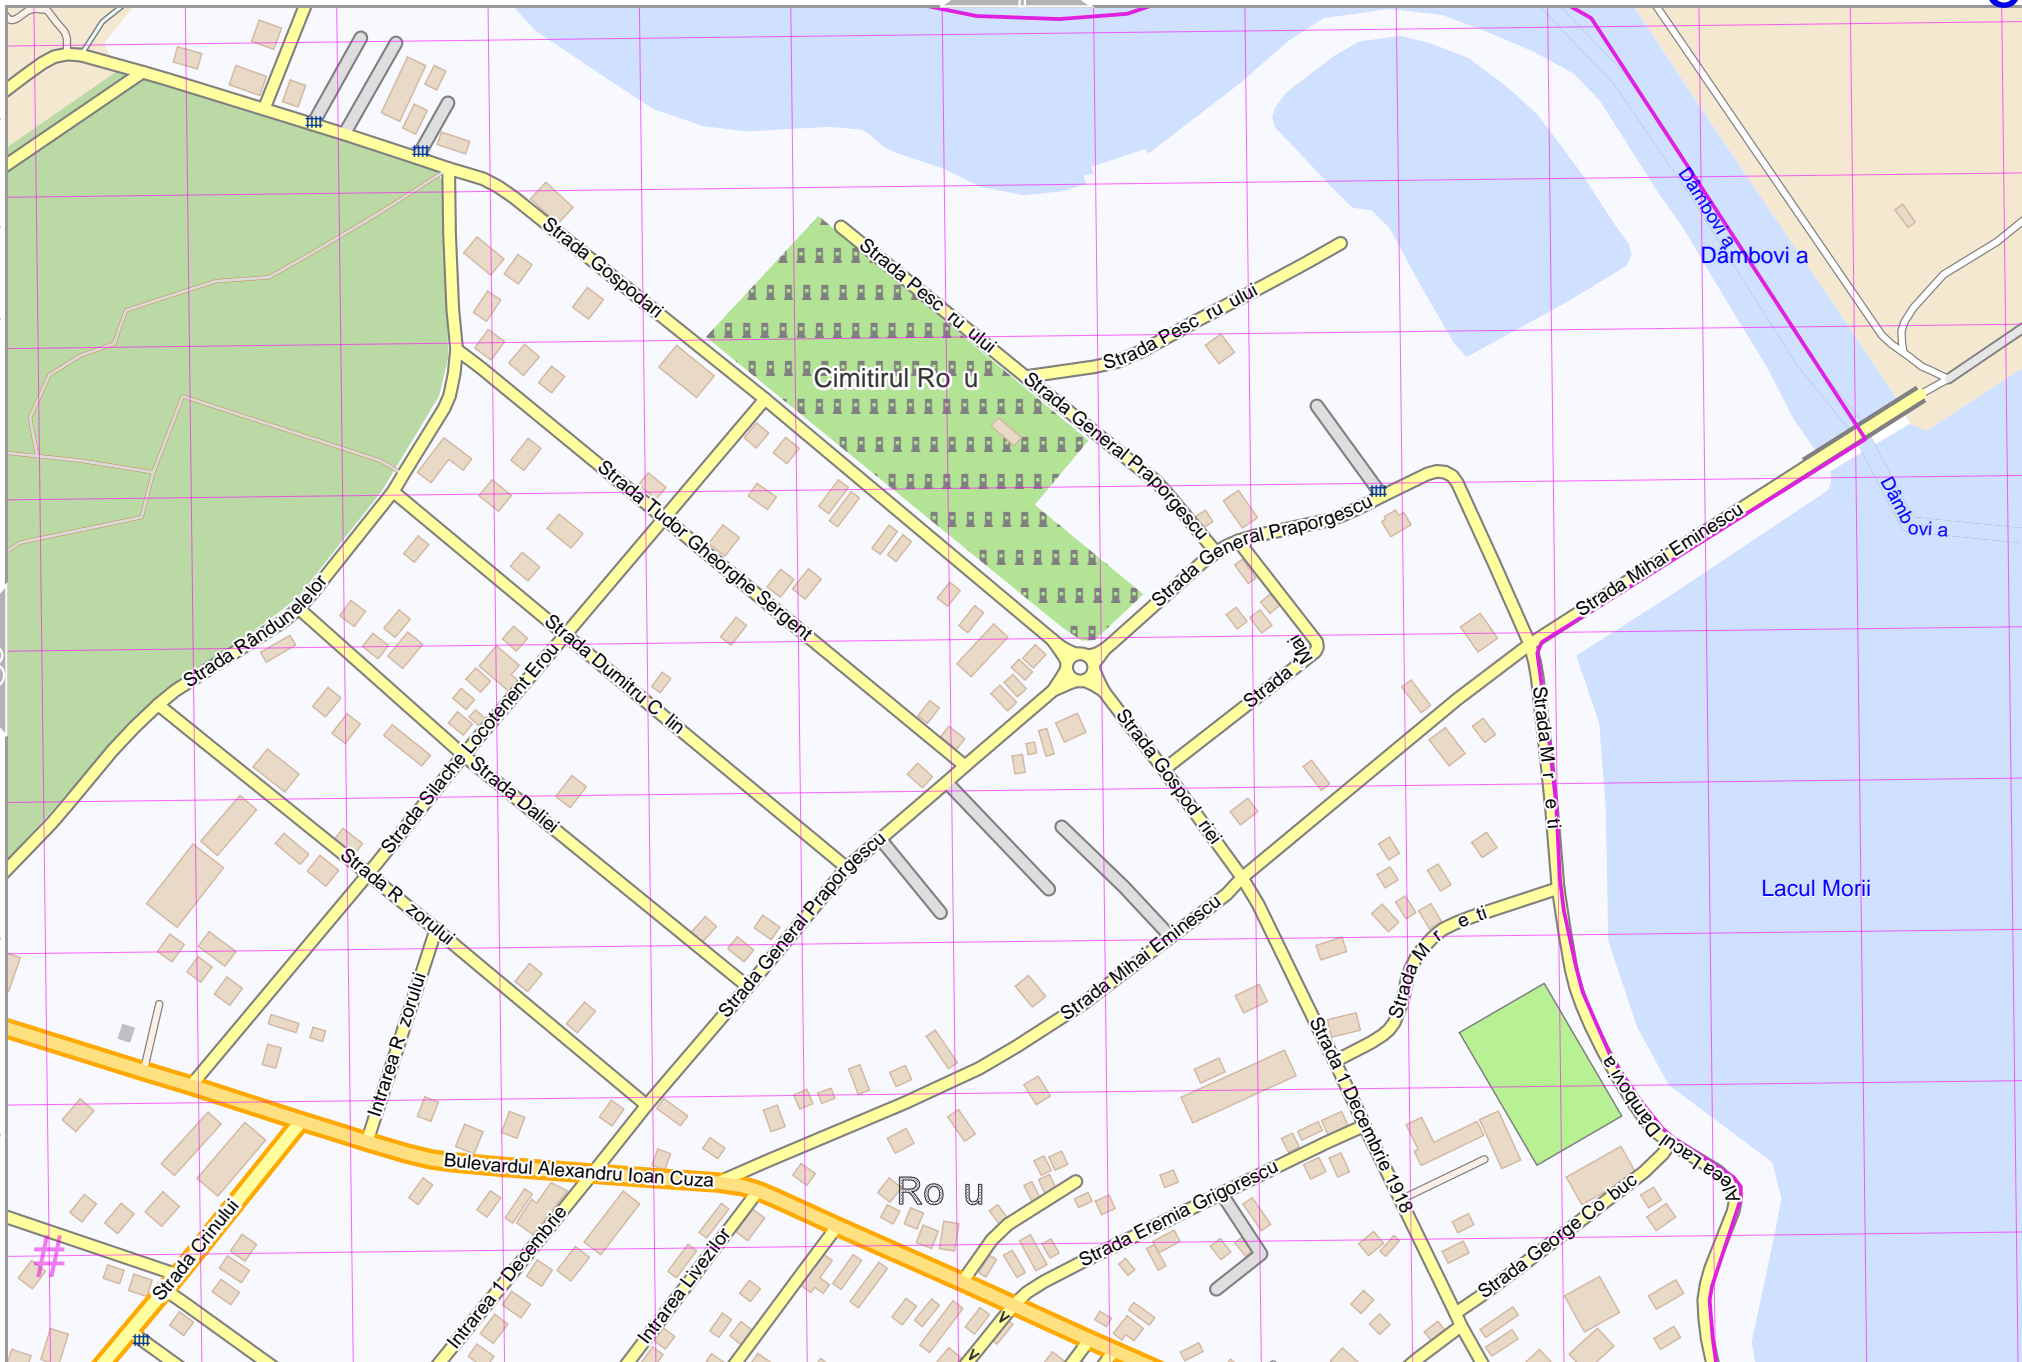 Dâmbovi a
Dâmbovi a
Strada Gospodari
Strada Pesc ru ului
Strada Pesc ru ului
Cimitirul Ro u
Strada General Praporgescu
Strada General Praporgescu
Strada Tudor Gheorghe Sergent
Strada Mihai Eminescu
Dâmbovi a
Strada Rândunelelor
Strada Dumitru C lin
Strada Silache Locotenent Erou
Strada Mai
Strada Gospod riei
Strada M r e ti
Strada Daliei
Strada R zorului
Strada General Praporgescu
Lacul Morii
Strada Mihai Eminescu
Strada M r e ti
Intrarea R zorului
Strada 1 Decembrie 1918
Aleea Lacul Dâmbovi a
Bulevardul Alexandru Ioan Cuza
Ro u
Strada Eremia Grigorescu
Strada George Co buc
Strada Crinului
Intrarea 1 Decembrie
Intrarea Livezilor
#
v
v